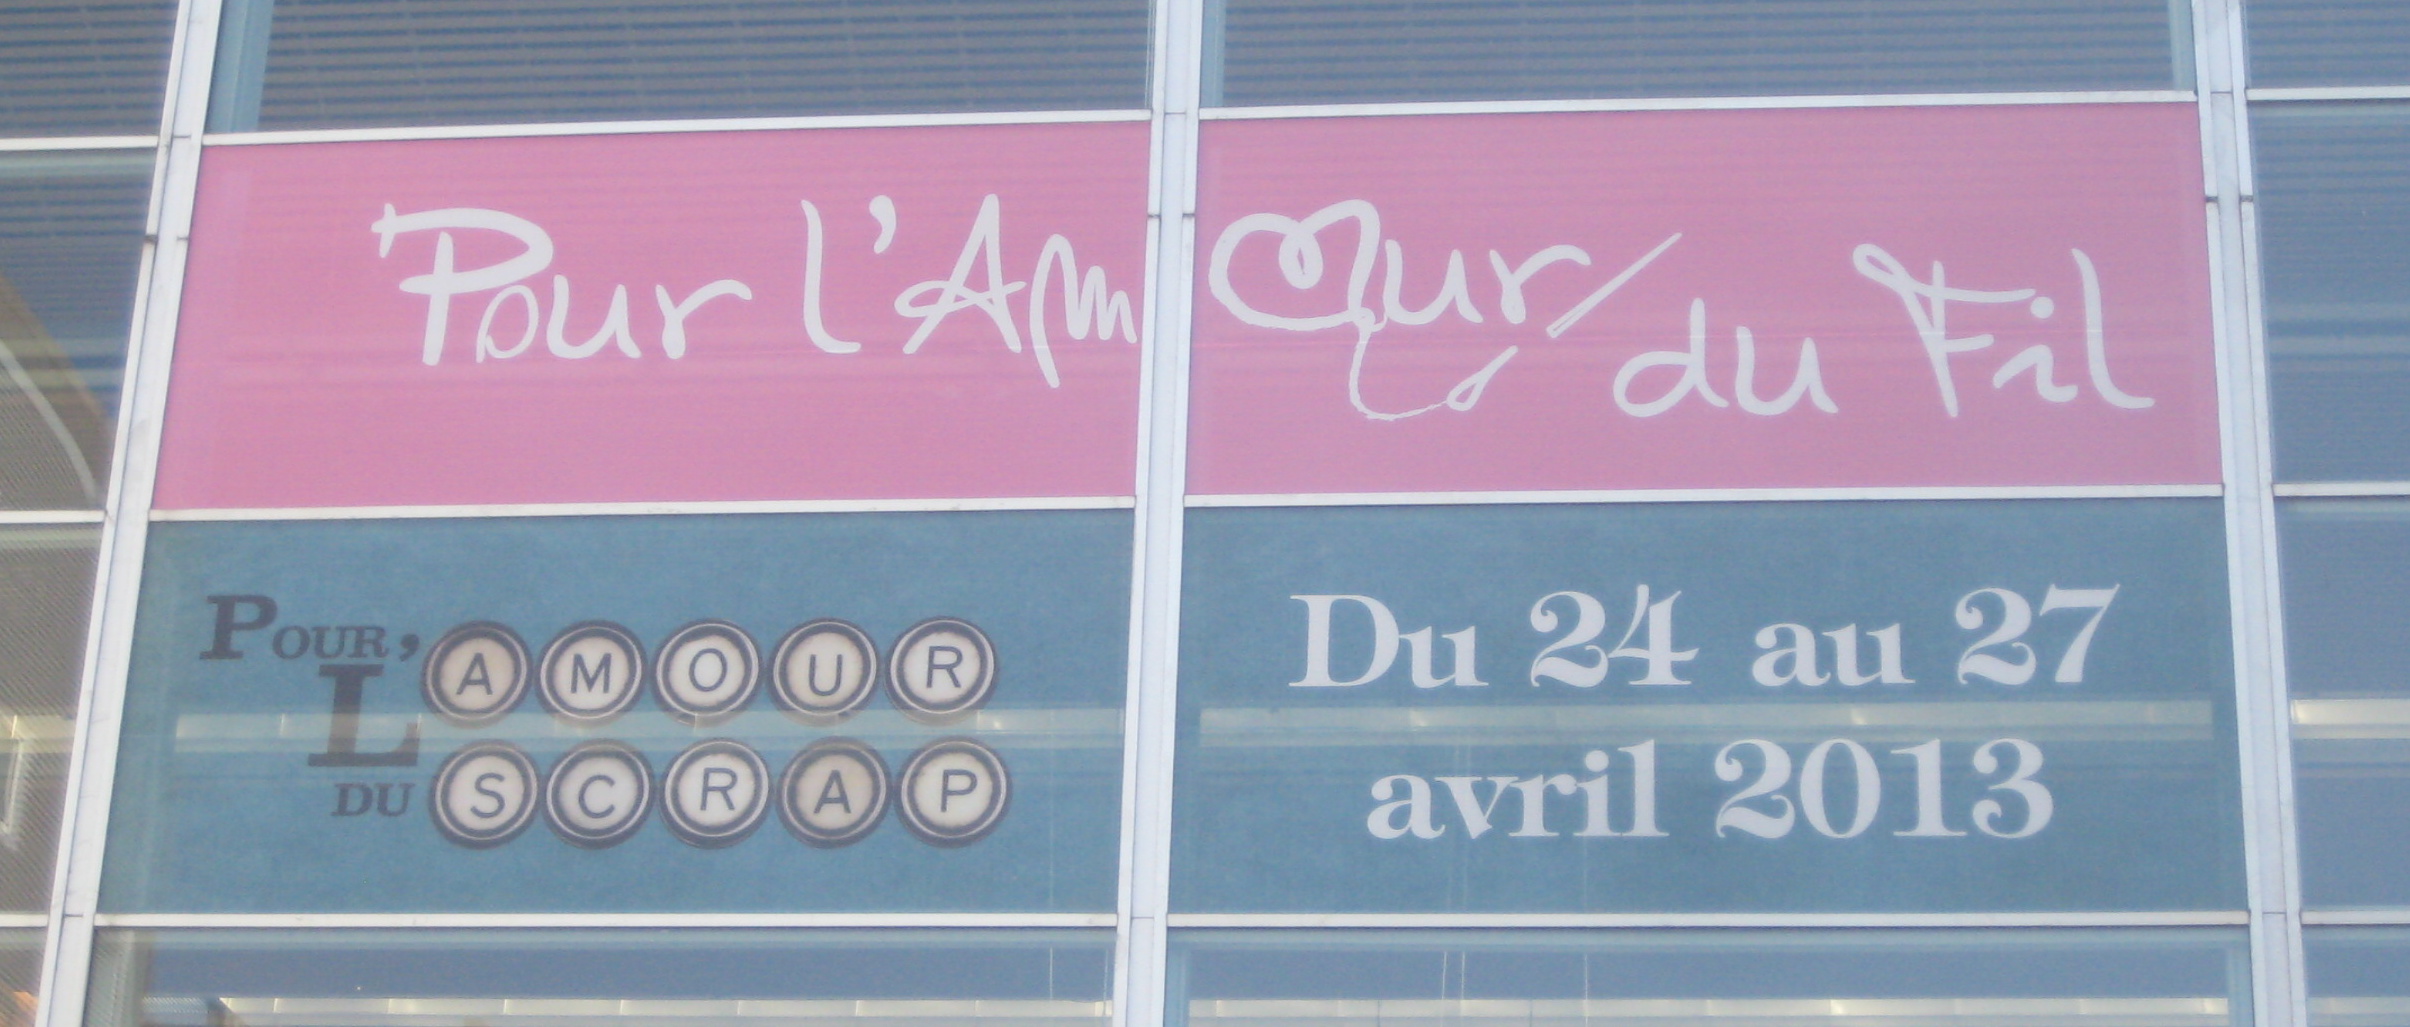 Pour l'Amour du Fil
POUR L'AMOUR
DU SCRAP
Du 24 au 27
avril 2013